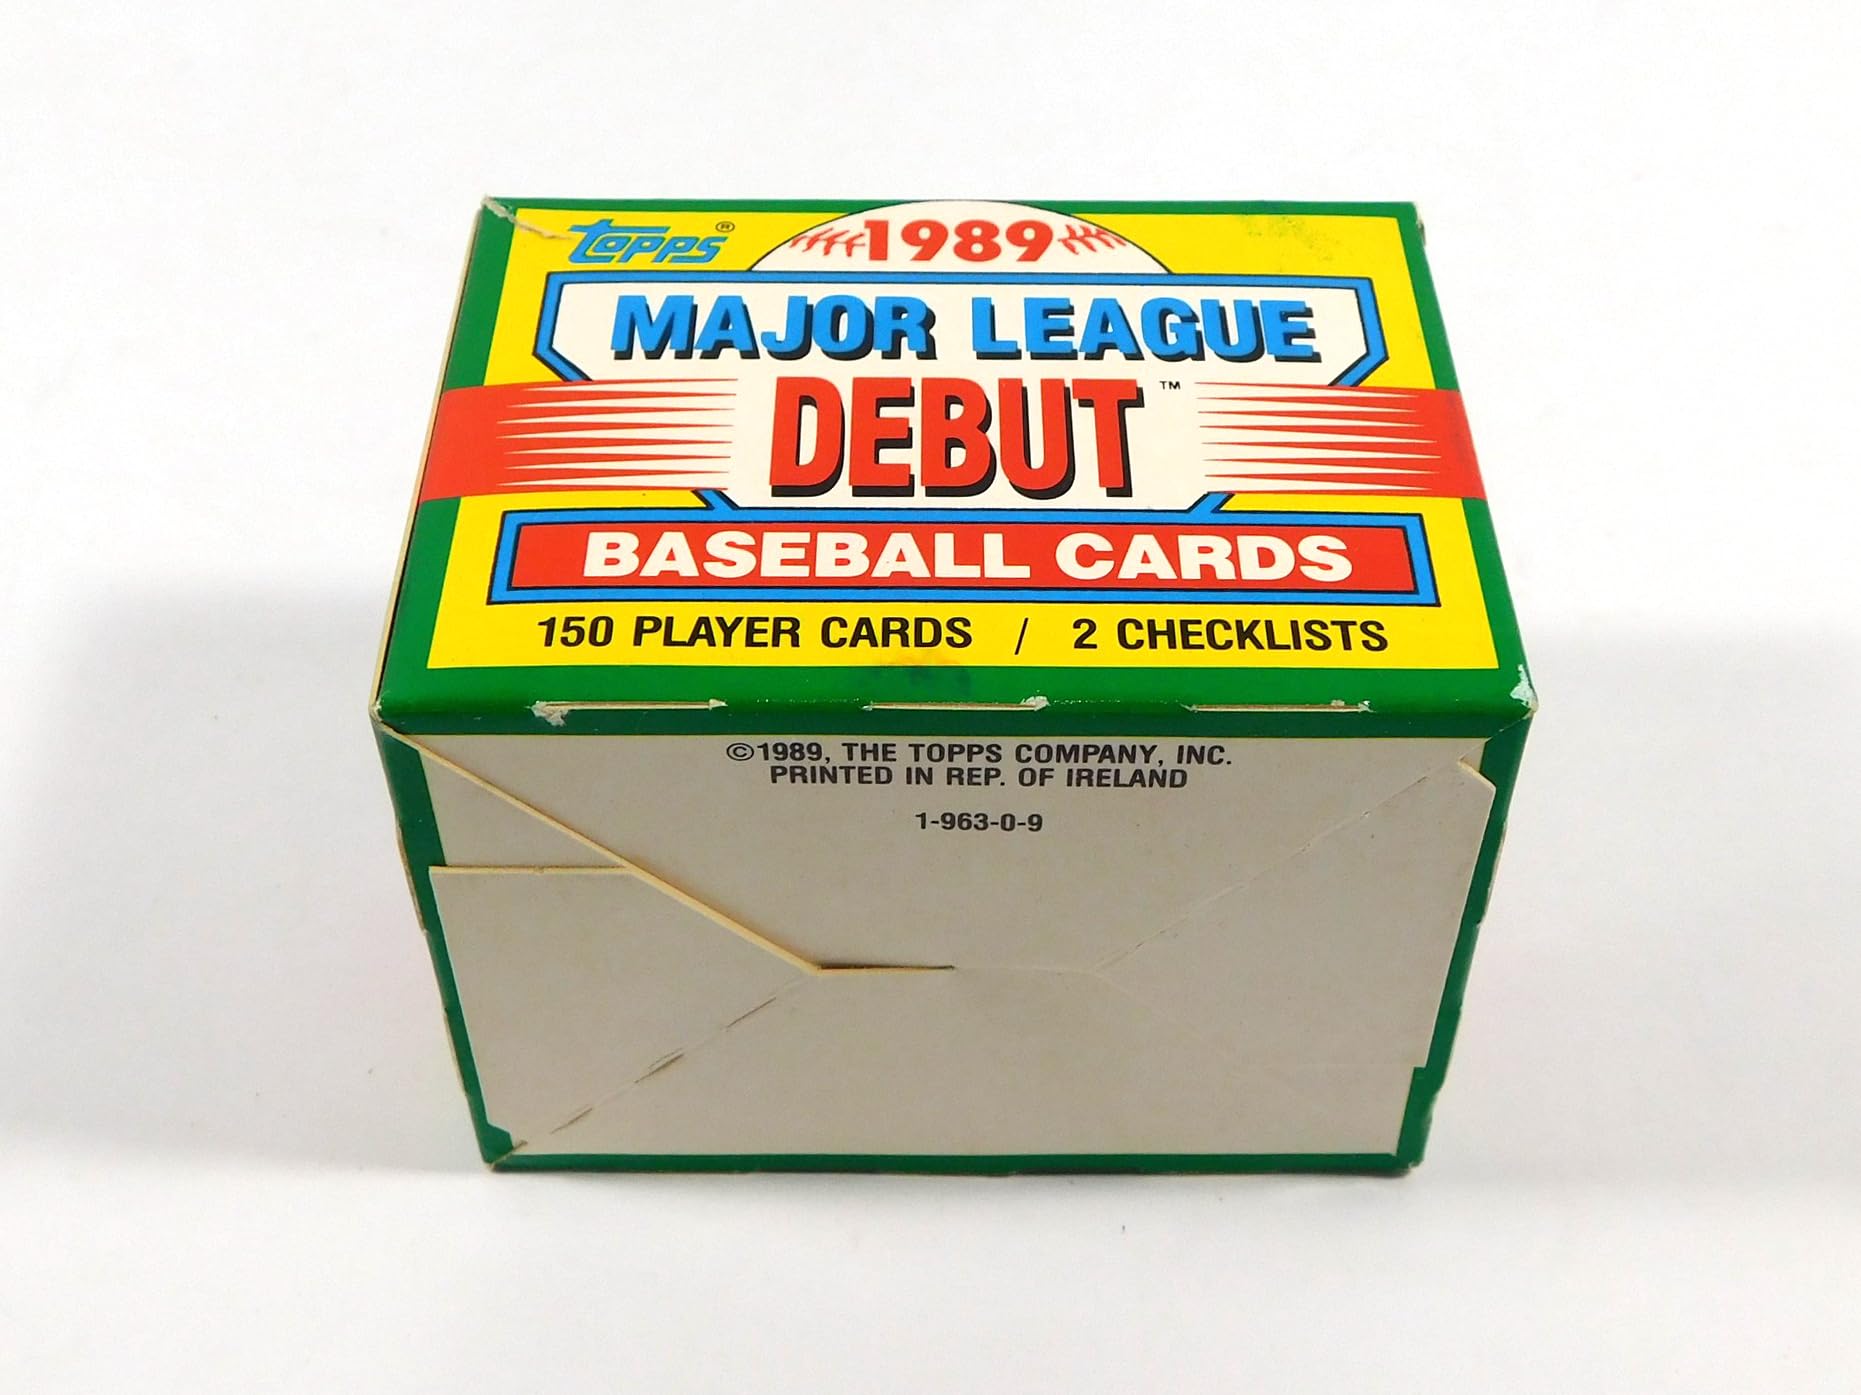 topps®
1989
MAJOR LEAGUE
DEBUT™
BASEBALL CARDS
150 PLAYER CARDS / 2 CHECKLISTS
©1989, THE TOPPS COMPANY, INC.
PRINTED IN REP. OF IRELAND
1-963-0-9